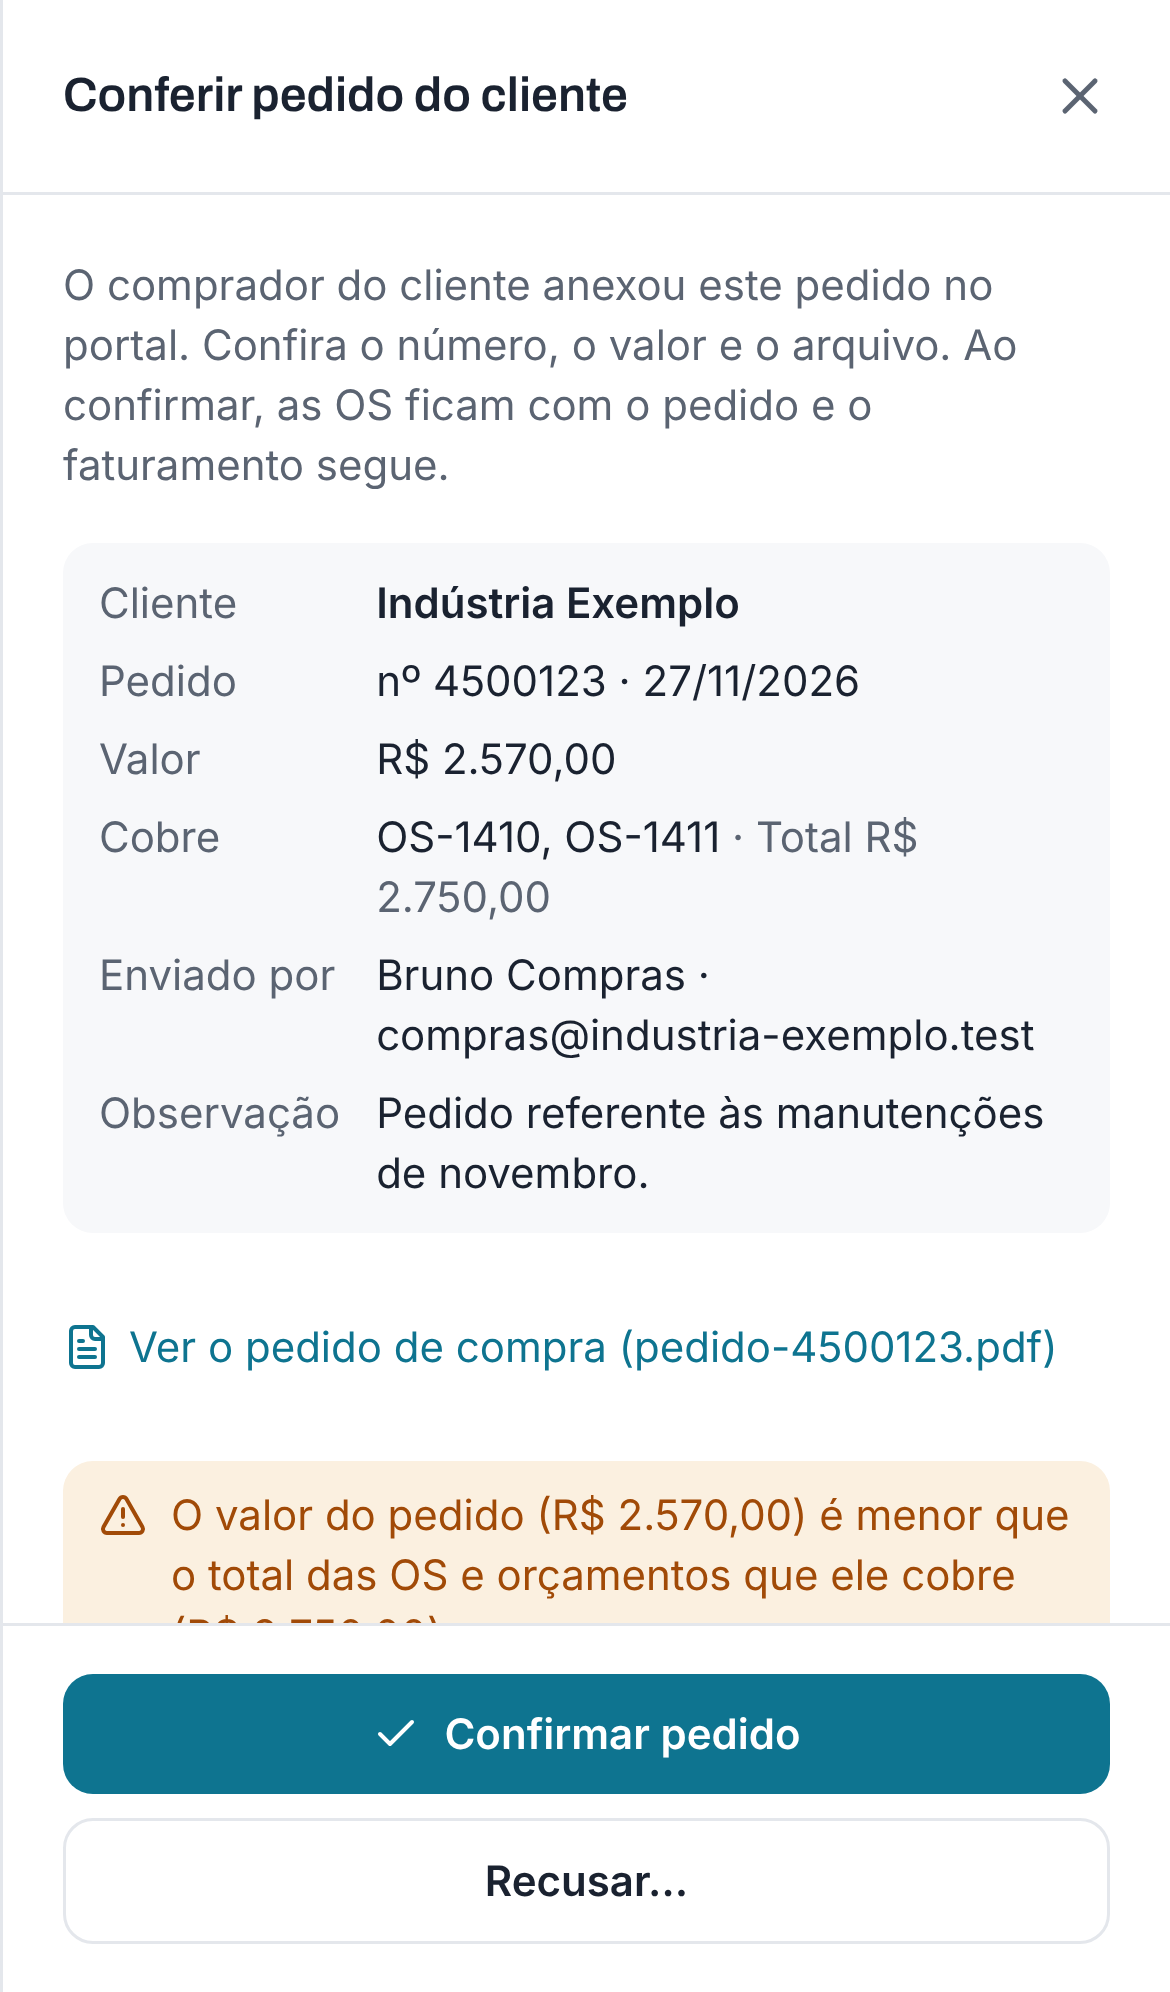 Conferir pedido do cliente
O comprador do cliente anexou este pedido no
portal. Confira o número, o valor e o arquivo. Ao
confirmar, as OS ficam com o pedido e o
faturamento segue.
Cliente Indústria Exemplo
Pedido nº 4500123 · 27/11/2026
Valor R$ 2.570,00
Cobre OS-1410, OS-1411 · Total R$
2.750,00
Enviado por Bruno Compras ·
compras@industria-exemplo.test
Observação Pedido referente às manutenções
de novembro.
Ver o pedido de compra (pedido-4500123.pdf)
O valor do pedido (R$ 2.570,00) é menor que
o total das OS e orçamentos que ele cobre
Confirmar pedido
Recusar...